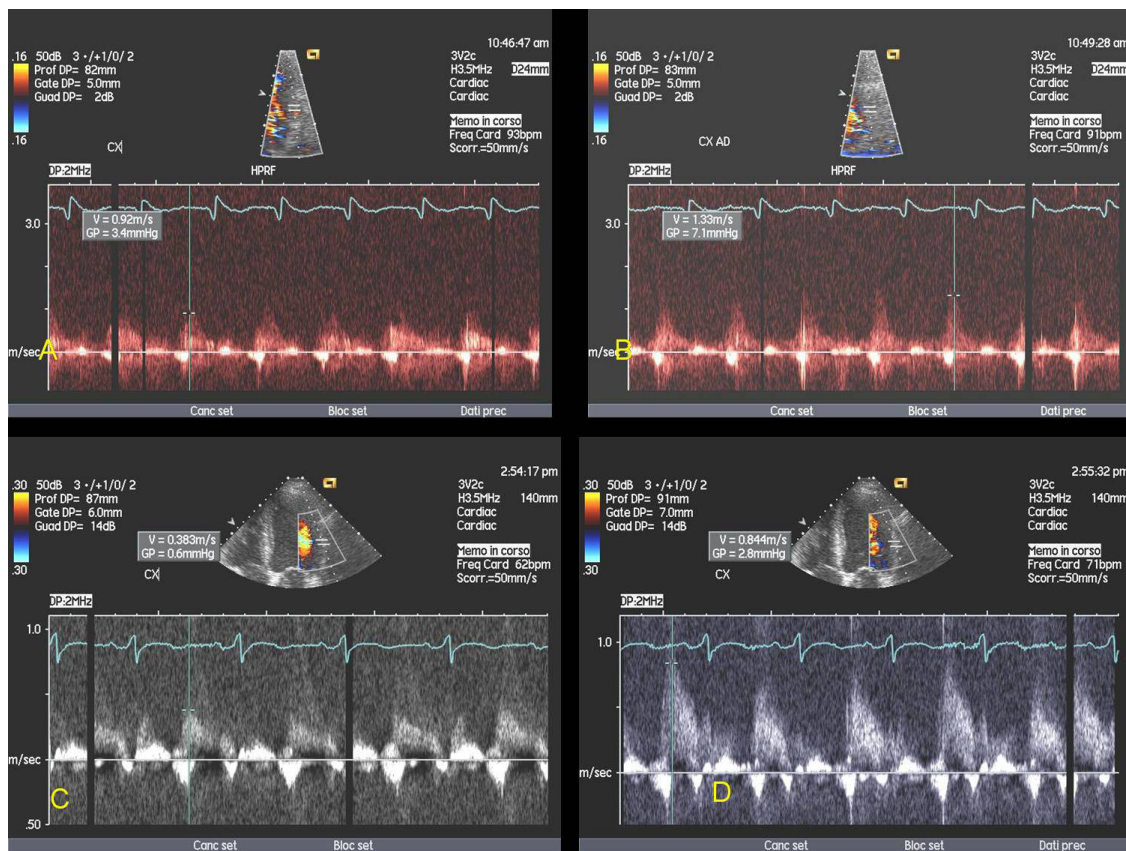 10:46:47 am
.16 50dB 3 •/+1/0/ 2
Prof DP= 82mm
Gate DP= 5.0mm
Guad DP= 2dB
.16
3V2c
H3.5MHz D24mm
Cardiac
Cardiac
Memo in corso
Freq Card 93bpm
Scorr.=50mm/s
CX
DP:2MHz
HPRF
V = 0.92m/s
GP = 3.4mmHg
3.0
m/sec
A
Canc set Bloc set Dati prec
10:49:28 am
.16 50dB 3 •/+1/0/ 2
Prof DP= 83mm
Gate DP= 5.0mm
Guad DP= 2dB
.16
3V2c
H3.5MHz D24mm
Cardiac
Cardiac
Memo in corso
Freq Card 91bpm
Scorr.=50mm/s
CX AD
DP:2MHz
HPRF
V = 1.33m/s
GP = 7.1mmHg
3.0
m/sec
B
Canc set Bloc set Dati prec
2:54:17 pm
.30 50dB 3 •/+1/0/ 2
Prof DP= 87mm
Gate DP= 6.0mm
Guad DP= 14dB
.30
3V2c
H3.5MHz 140mm
Cardiac
Cardiac
Memo in corso
Freq Card 62bpm
Scorr.=50mm/s
V = 0.383m/s
GP = 0.6mmHg
CX
DP:2MHz
1.0
m/sec
C
.50
Canc set Bloc set
2:55:32 pm
.30 50dB 3 •/+1/0/ 2
Prof DP= 91mm
Gate DP= 7.0mm
Guad DP= 14dB
.30
3V2c
H3.5MHz 140mm
Cardiac
Cardiac
Memo in corso
Freq Card 71bpm
Scorr.=50mm/s
V = 0.844m/s
GP = 2.8mmHg
CX
DP:2MHz
1.0
m/sec
D
Canc set Bloc set Dati prec